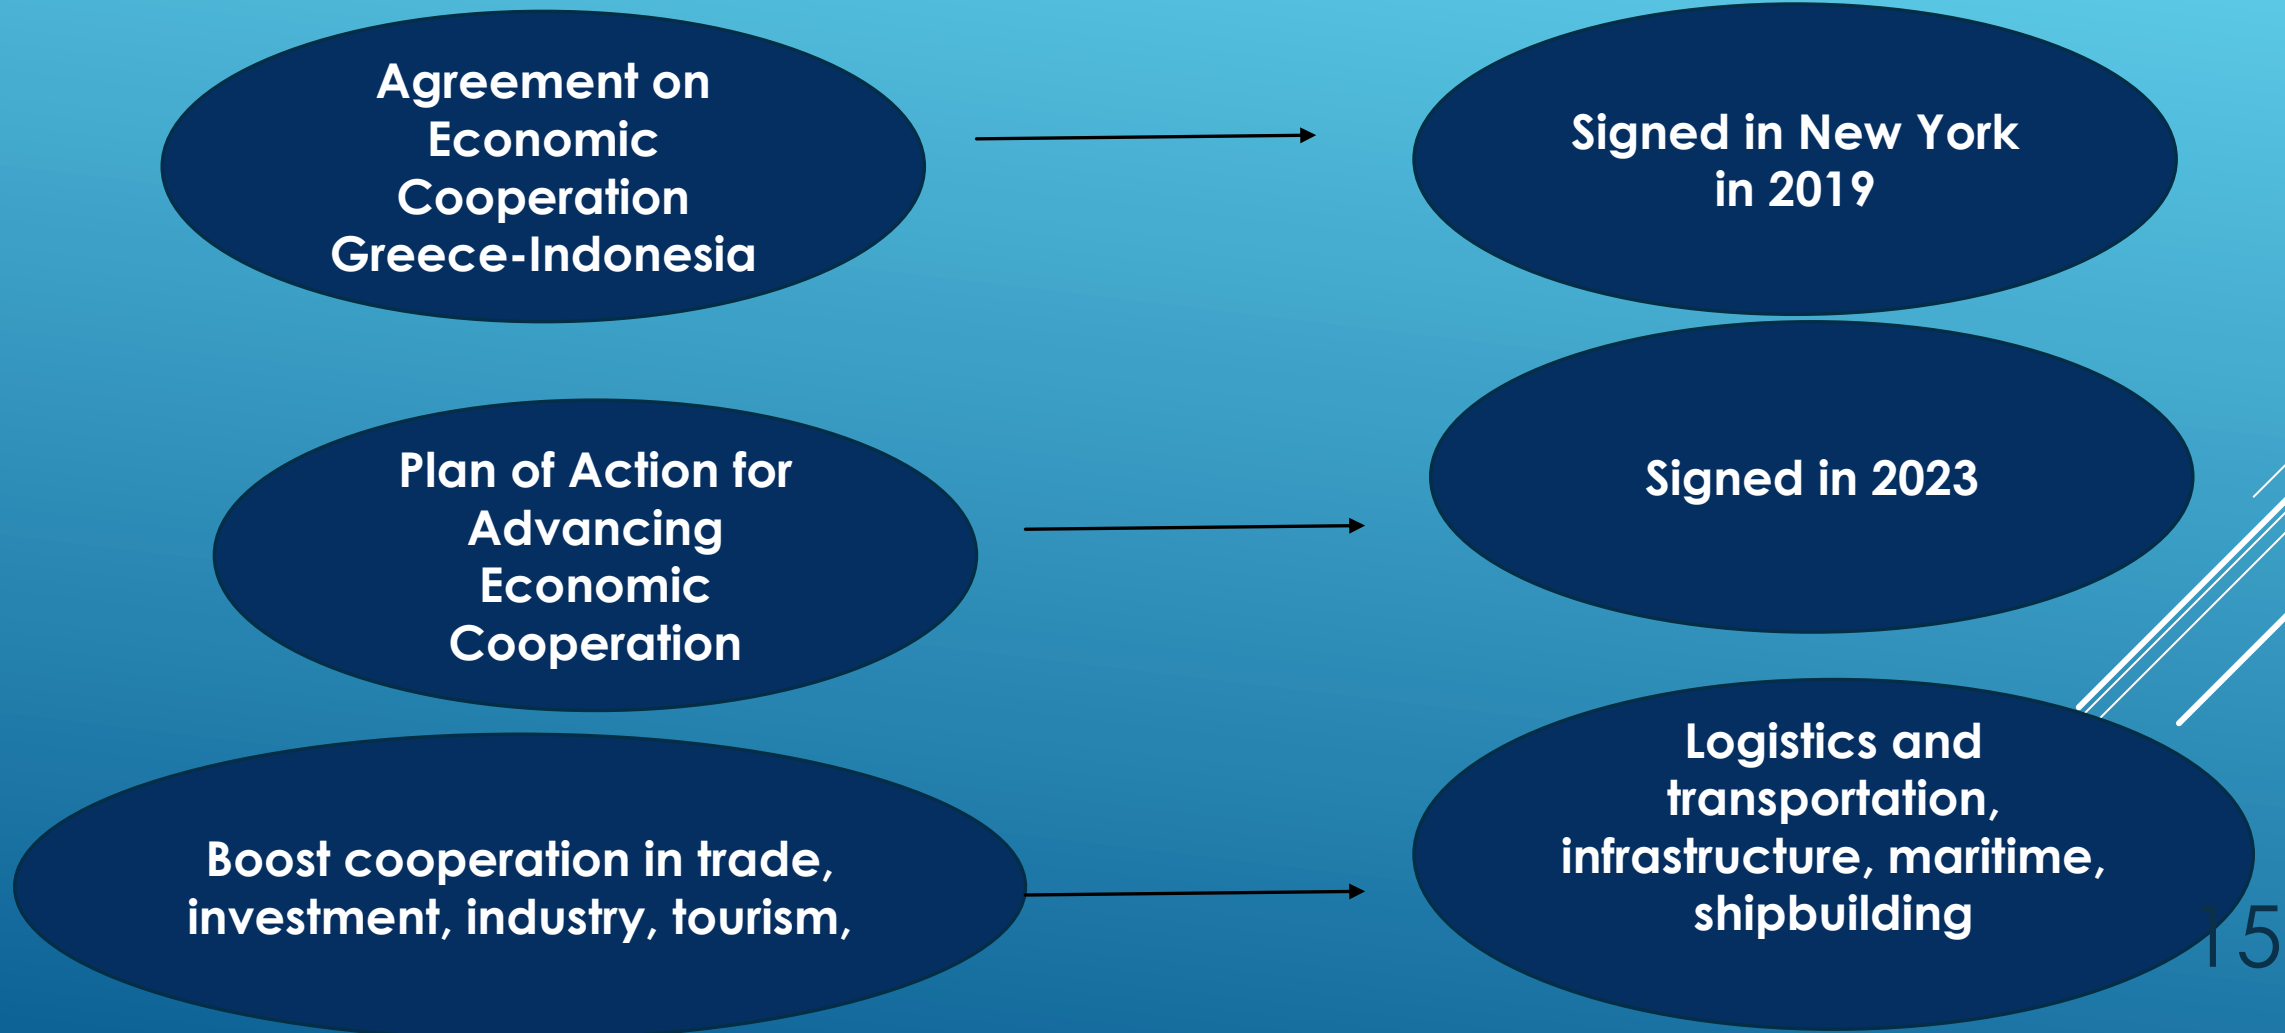 Agreement on
Economic
Cooperation
Greece-Indonesia
Signed in New York
in 2019
Plan of Action for
Advancing
Economic
Cooperation
Signed in 2023
Boost cooperation in trade,
investment, industry, tourism,
Logistics and
transportation,
infrastructure, maritime,
shipbuilding
15